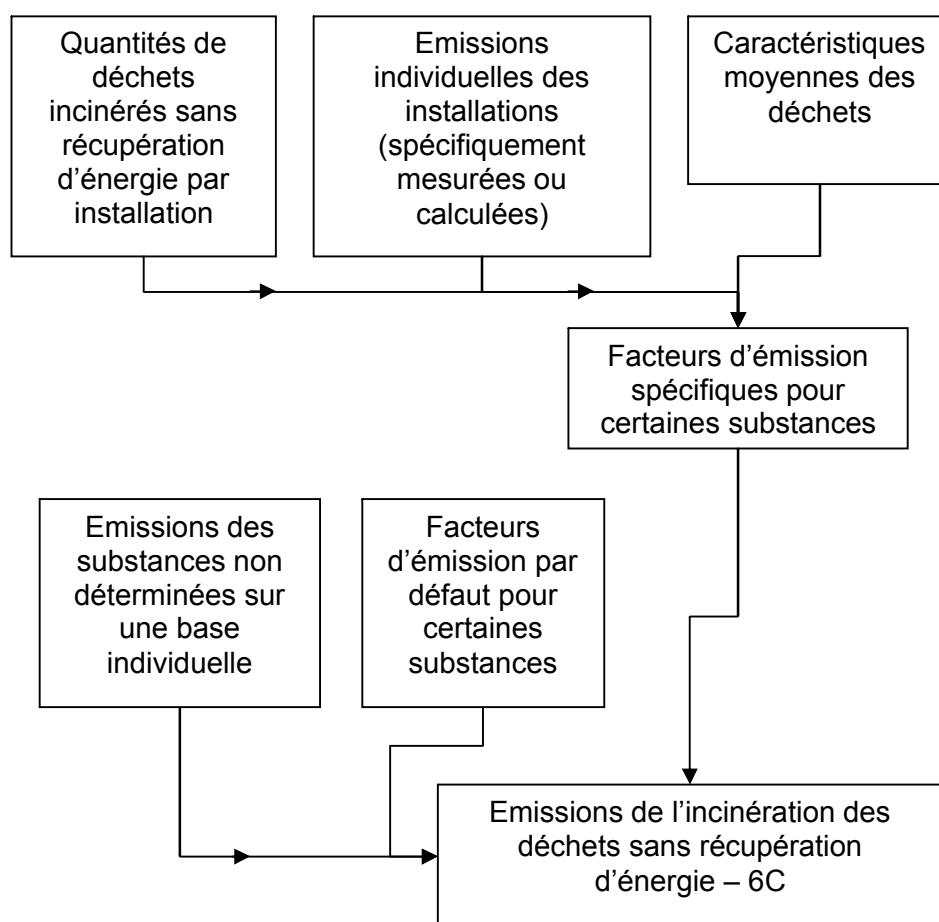 Quantités de
déchets
incinérés sans
récupération
d’énergie par
installation
Emissions
individuelles des
installations
(spécifiquement
mesurées ou
calculées)
Caractéristiques
moyennes des
déchets
Facteurs d’émission
spécifiques pour
certaines substances
Emissions des
substances non
déterminées sur
une base
individuelle
Facteurs
d’émission par
défaut pour
certaines
substances
Emissions de l’incinération des
déchets sans récupération
d’énergie – 6C